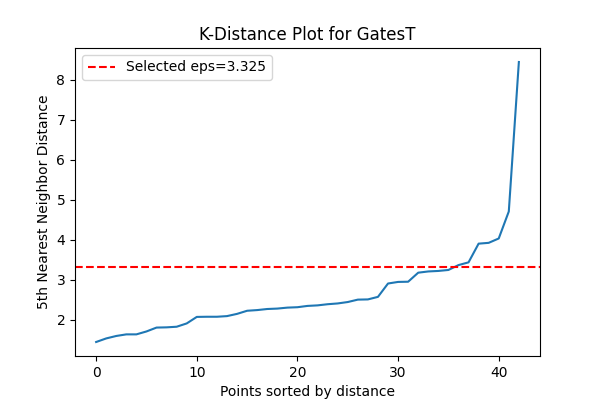 K-Distance Plot for GatesT
Selected eps=3.325
5th Nearest Neighbor Distance
8
7
6
5
4
3
2
0 10 20 30 40
Points sorted by distance